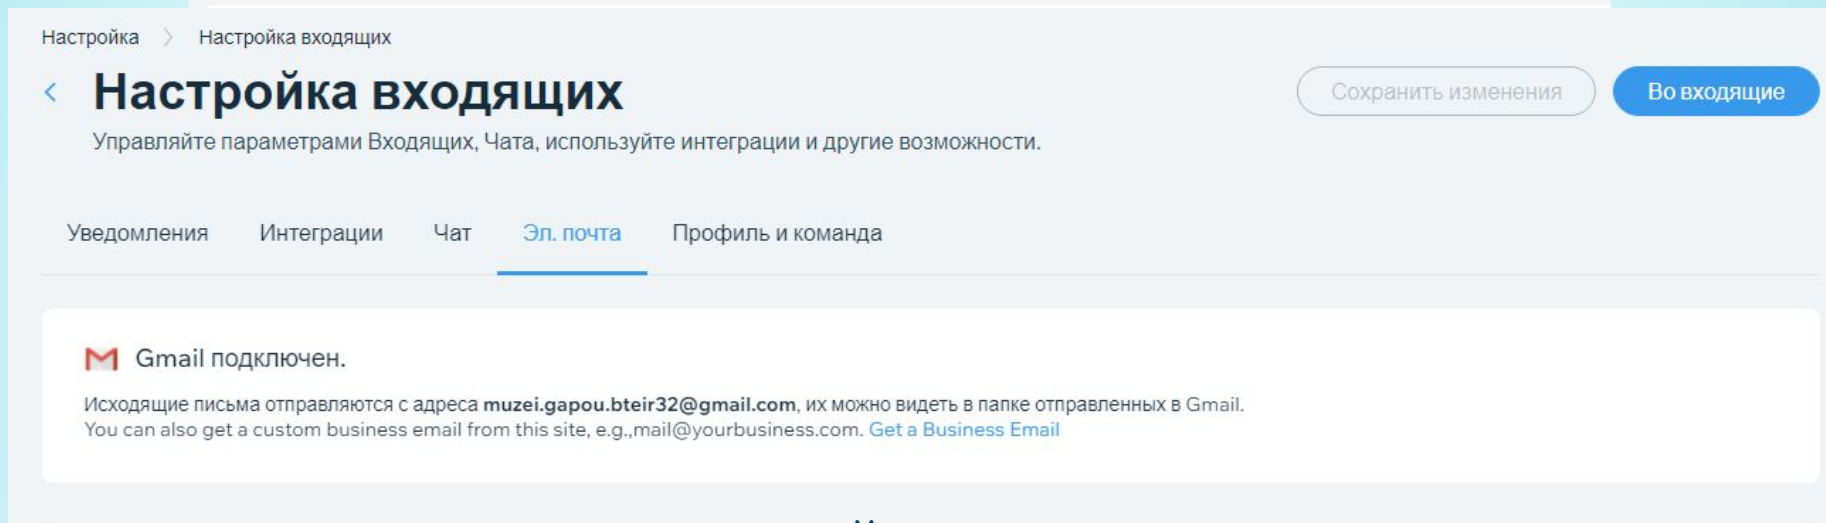 Настройка > Настройка входящих
Настройка входящих
Сохранить изменения
Во входящие
Управляйте параметрами Входящих, Чата, используйте интеграции и другие возможности.
Уведомления Интеграции Чат Эл. почта Профиль и команда
Gmail подключен.
Исходящие письма отправляются с адреса muzei.gapou.bteir32@gmail.com, их можно видеть в папке отправленных в Gmail.
You can also get a custom business email from this site, e.g.,mail@yourbusiness.com. Get a Business Email